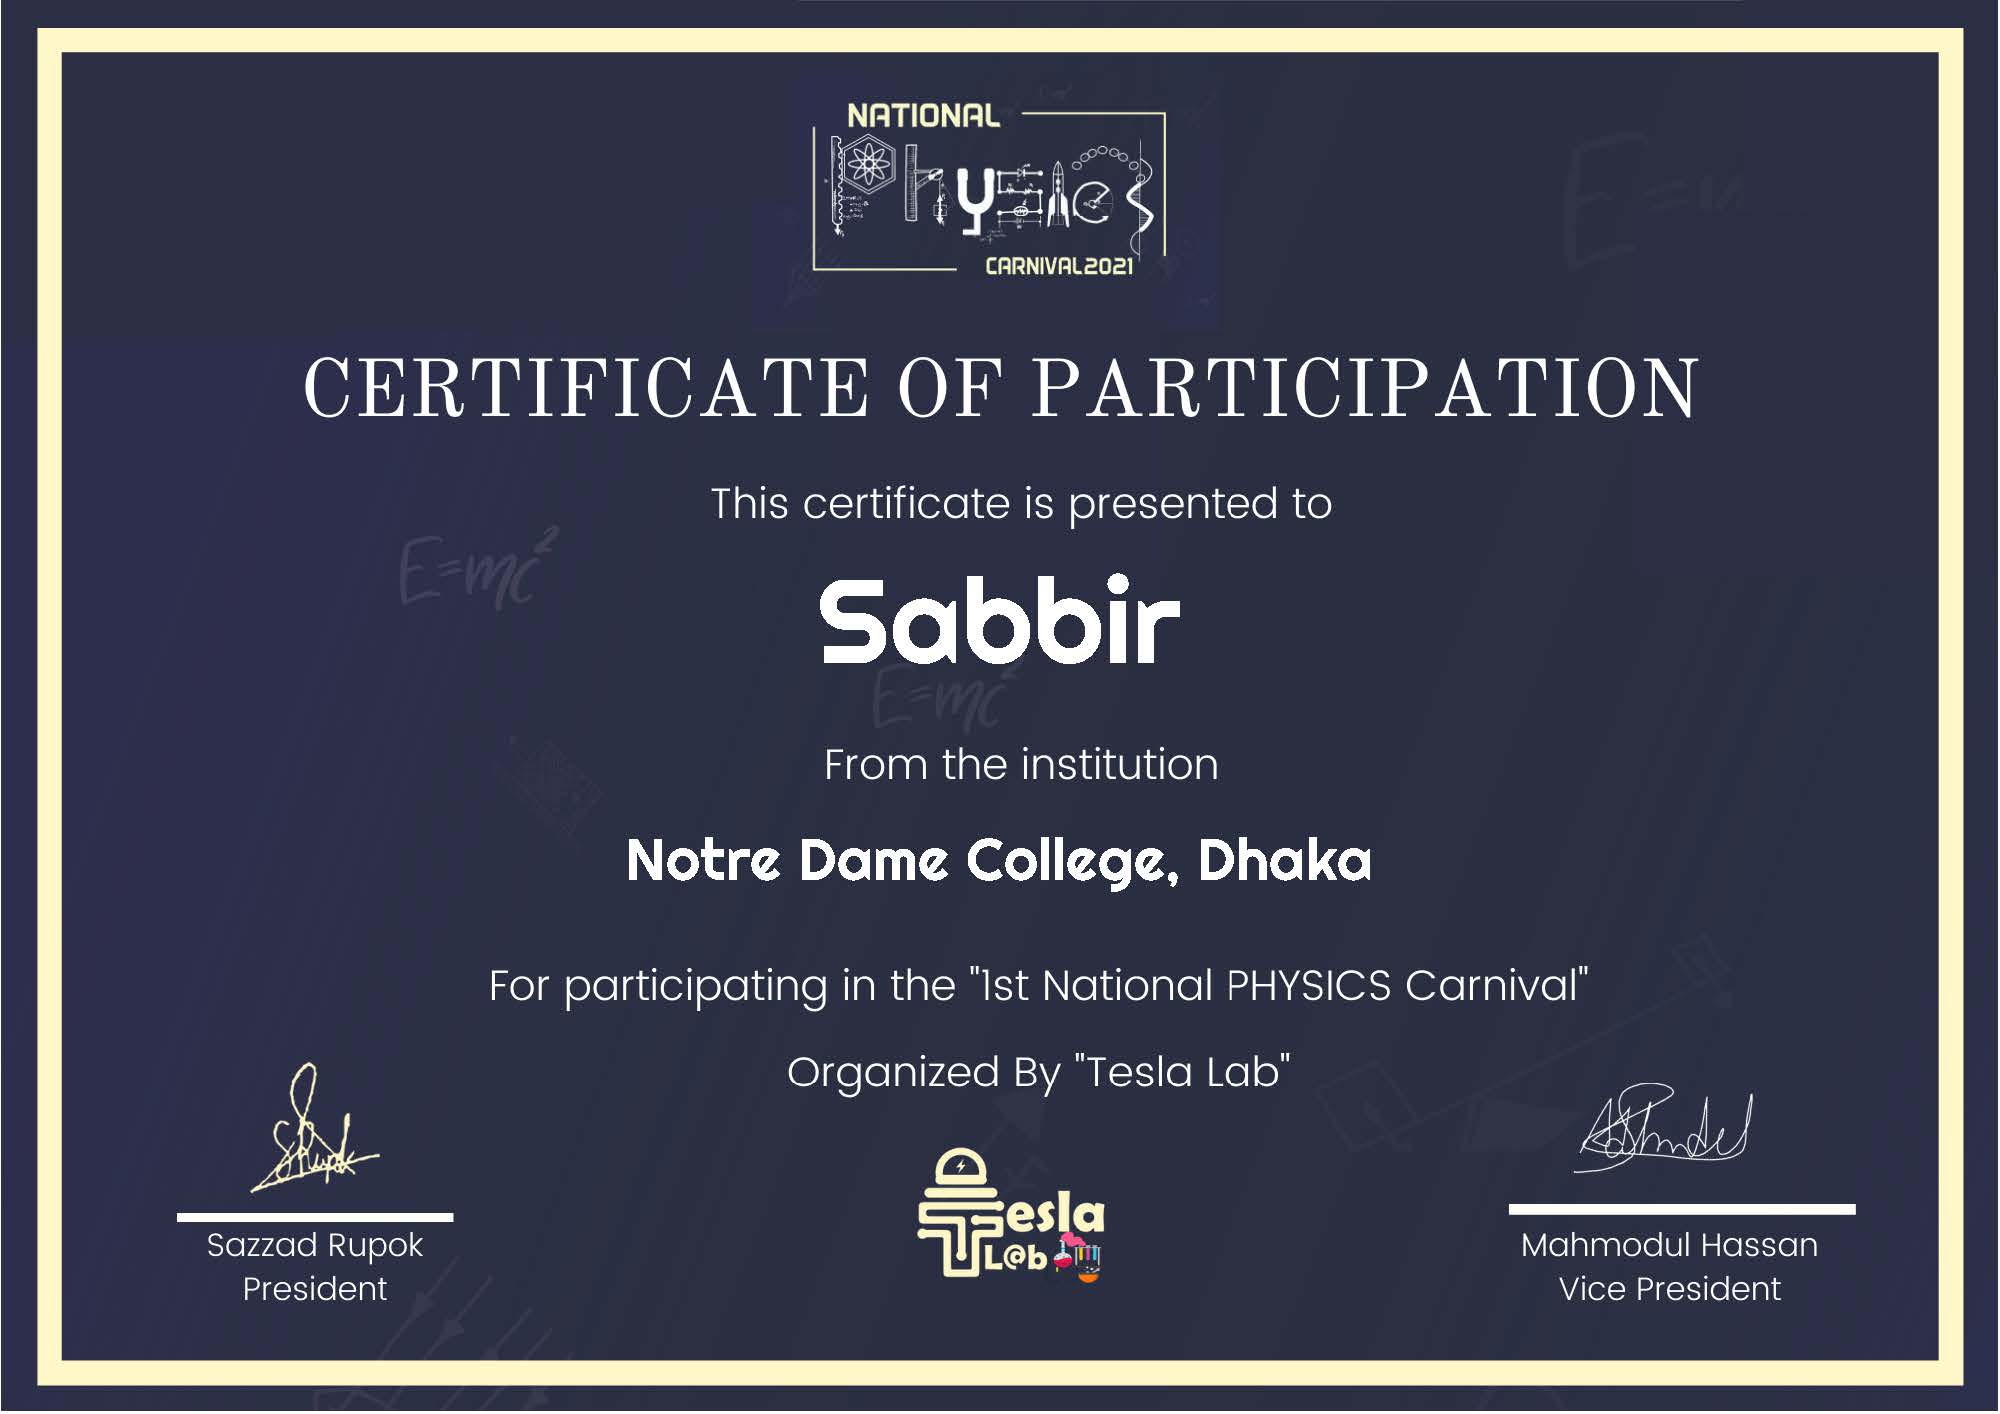 NATIONAL
Physics
CARNIVAL2021
CERTIFICATE OF PARTICIPATION
This certificate is presented to
E=mc²
Sabbir
E=mc²
From the institution
Notre Dame College, Dhaka
For participating in the "1st National PHYSICS Carnival"
Organized By "Tesla Lab"
Tesla
L@b
Sazzad Rupok
President
Mahmodul Hassan
Vice President